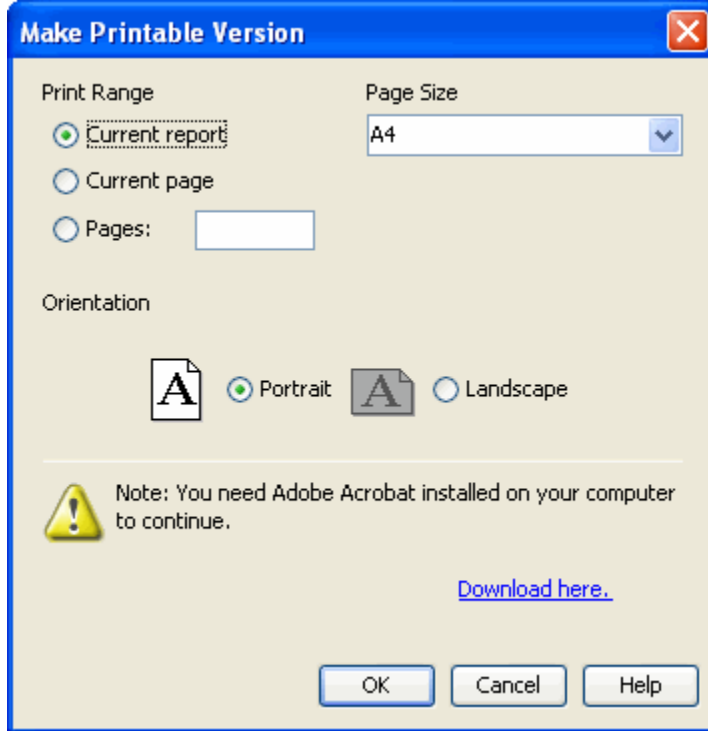 Make Printable Version
Print Range
Page Size
Current report
A4
Current page
Pages:
Orientation
A Portrait A Landscape
Note: You need Adobe Acrobat installed on your computer
to continue.
Download here.
OK Cancel Help